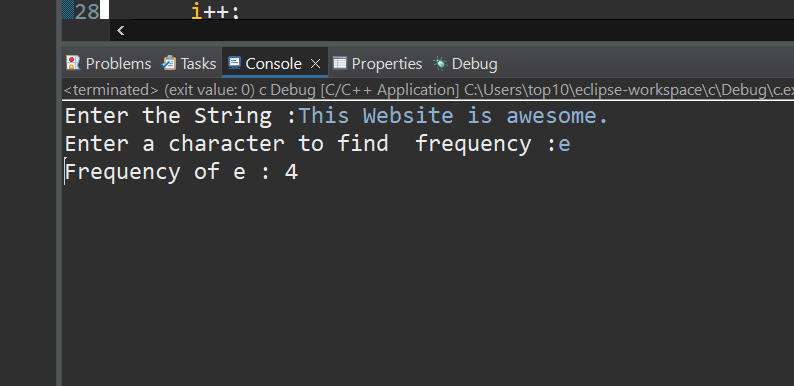 28 i++;
<
Problems Tasks Console Properties Debug
<terminated> (exit value: 0) c Debug [C/C++ Application] C:\Users\top10\eclipse-workspace\c\Debug\c.ex
Enter the String :This Website is awesome.
Enter a character to find  frequency :e
Frequency of e : 4